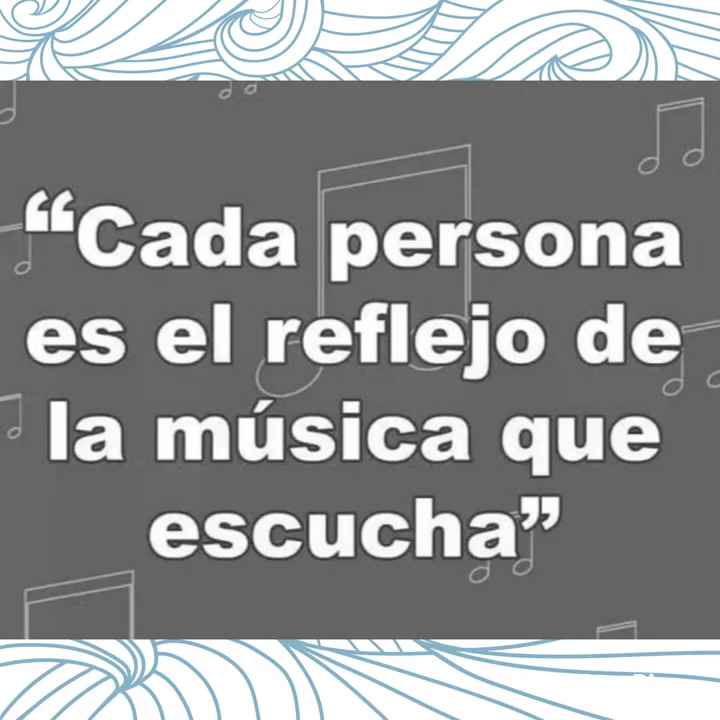 “Cada persona
es el reflejo de
la música que
escucha”